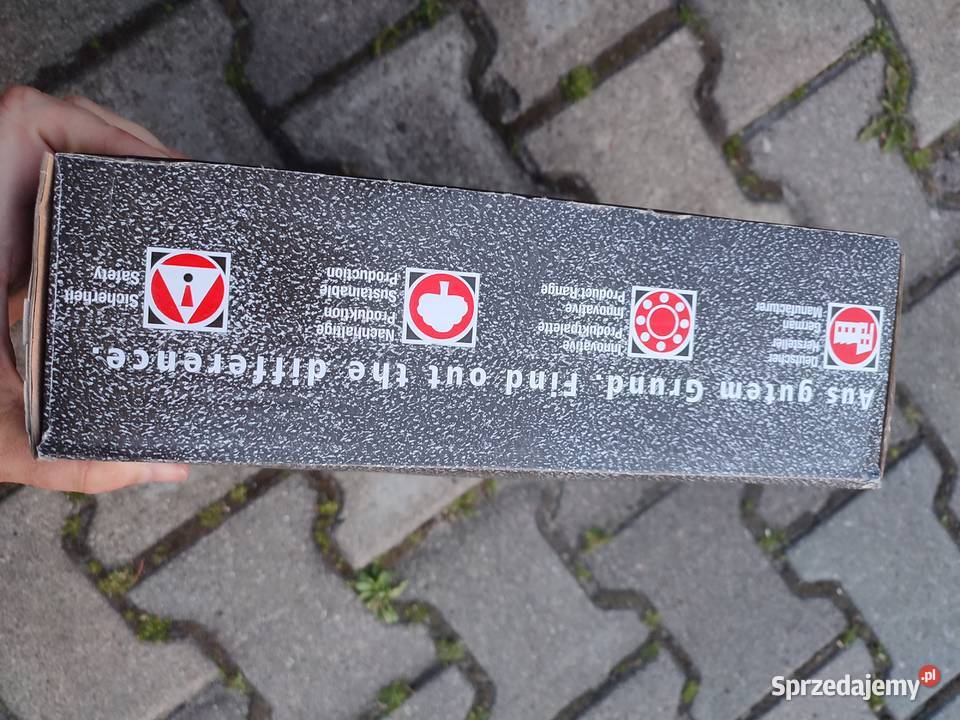 Aus gutem Grund. Find out the difference.
Deutscher
Hersteller
German
Manufacturer
Innovative
Produktpalette
Innovative
Product Range
Nachhaltige
Produktion
Sustainable
Production
Sicherheit
Safety
Sprzedajemy.pl